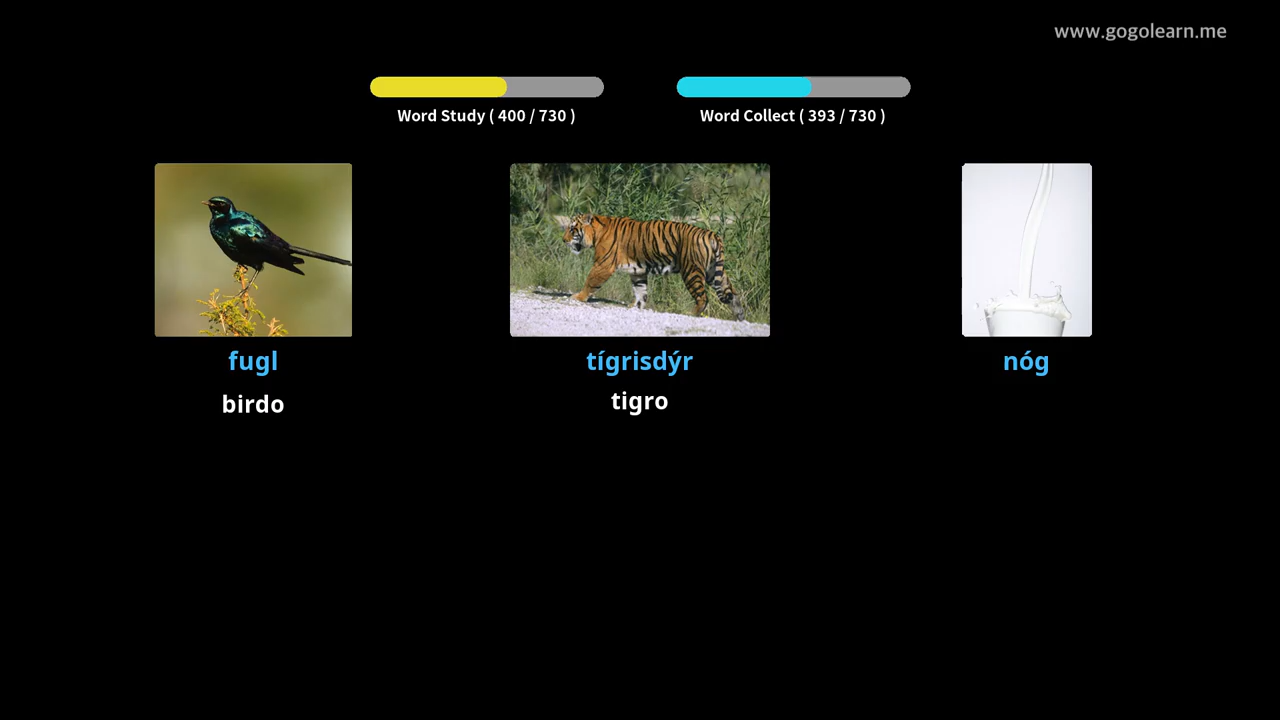 www.gogolearn.me
Word Study ( 400 / 730 )
Word Collect ( 393 / 730 )
fugl
tígrisdýr
nóg
birdo
tigro